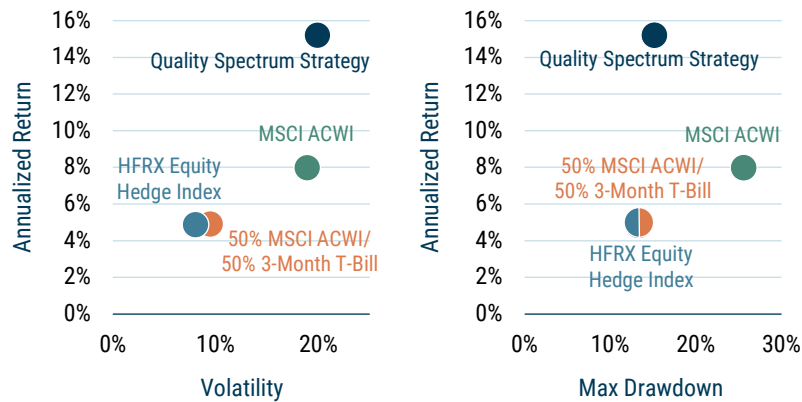 Annualized Return
16%
14%
12%
10%
8%
6%
4%
2%
0%
Quality Spectrum Strategy
MSCI ACWI
HFRX Equity
Hedge Index
50% MSCI ACWI/
50% 3-Month T-Bill
0%
10%
20%
Volatility
Annualized Return
16%
14%
12%
10%
8%
6%
4%
2%
0%
Quality Spectrum Strategy
MSCI ACWI
50% MSCI ACWI/
50% 3-Month T-Bill
HFRX Equity
Hedge Index
0%
10%
20%
30%
Max Drawdown